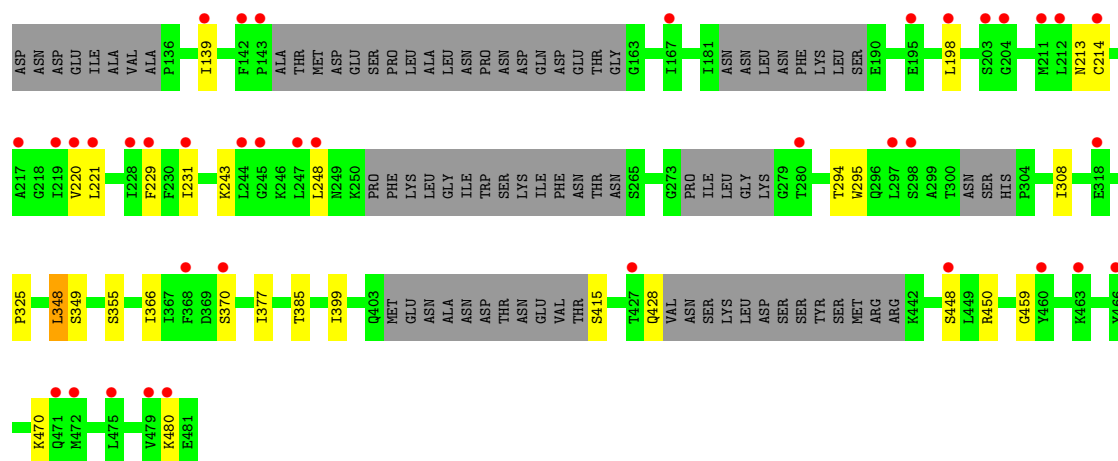 ASP ASN ASP GLU ILE ALA VAL ALA P136 I139 F142 P143 ALA THR MET ASP GLU SER PRO LEU ALA LEU ASN PRO ASN ASP GLN ASP GLU THR GLY G163 I167 I181 ASN ASN LEU ASN PHE LYS LEU SER E190 E195 L198 S203 G204 M211 L212 N213 C214
A217 G218 I219 V220 L221 I228 F229 F230 I231 K243 L244 G245 K246 L247 L248 N249 K250 PRO PHE LYS LEU GLY ILE TRP SER LYS ILE PHE ASN THR ASN S265 G273 PRO ILE LEU GLY LYS G279 T280 T294 W295 Q296 L297 S298 A299 T300 ASN SER HIS P304 I308 E318
P325 L348 S349 S355 I366 I367 F368 D369 S370 I377 T385 I399 Q403 MET GLU ASN ALA ASN ASP THR ASN GLU VAL THR S415 T427 Q428 VAL ASN SER LYS LEU ASP SER SER TYR SER MET ARG ARG K442 S448 L449 R450 G459 Y460 K463
K470 Q471 M472 L475 V479 K480 E481